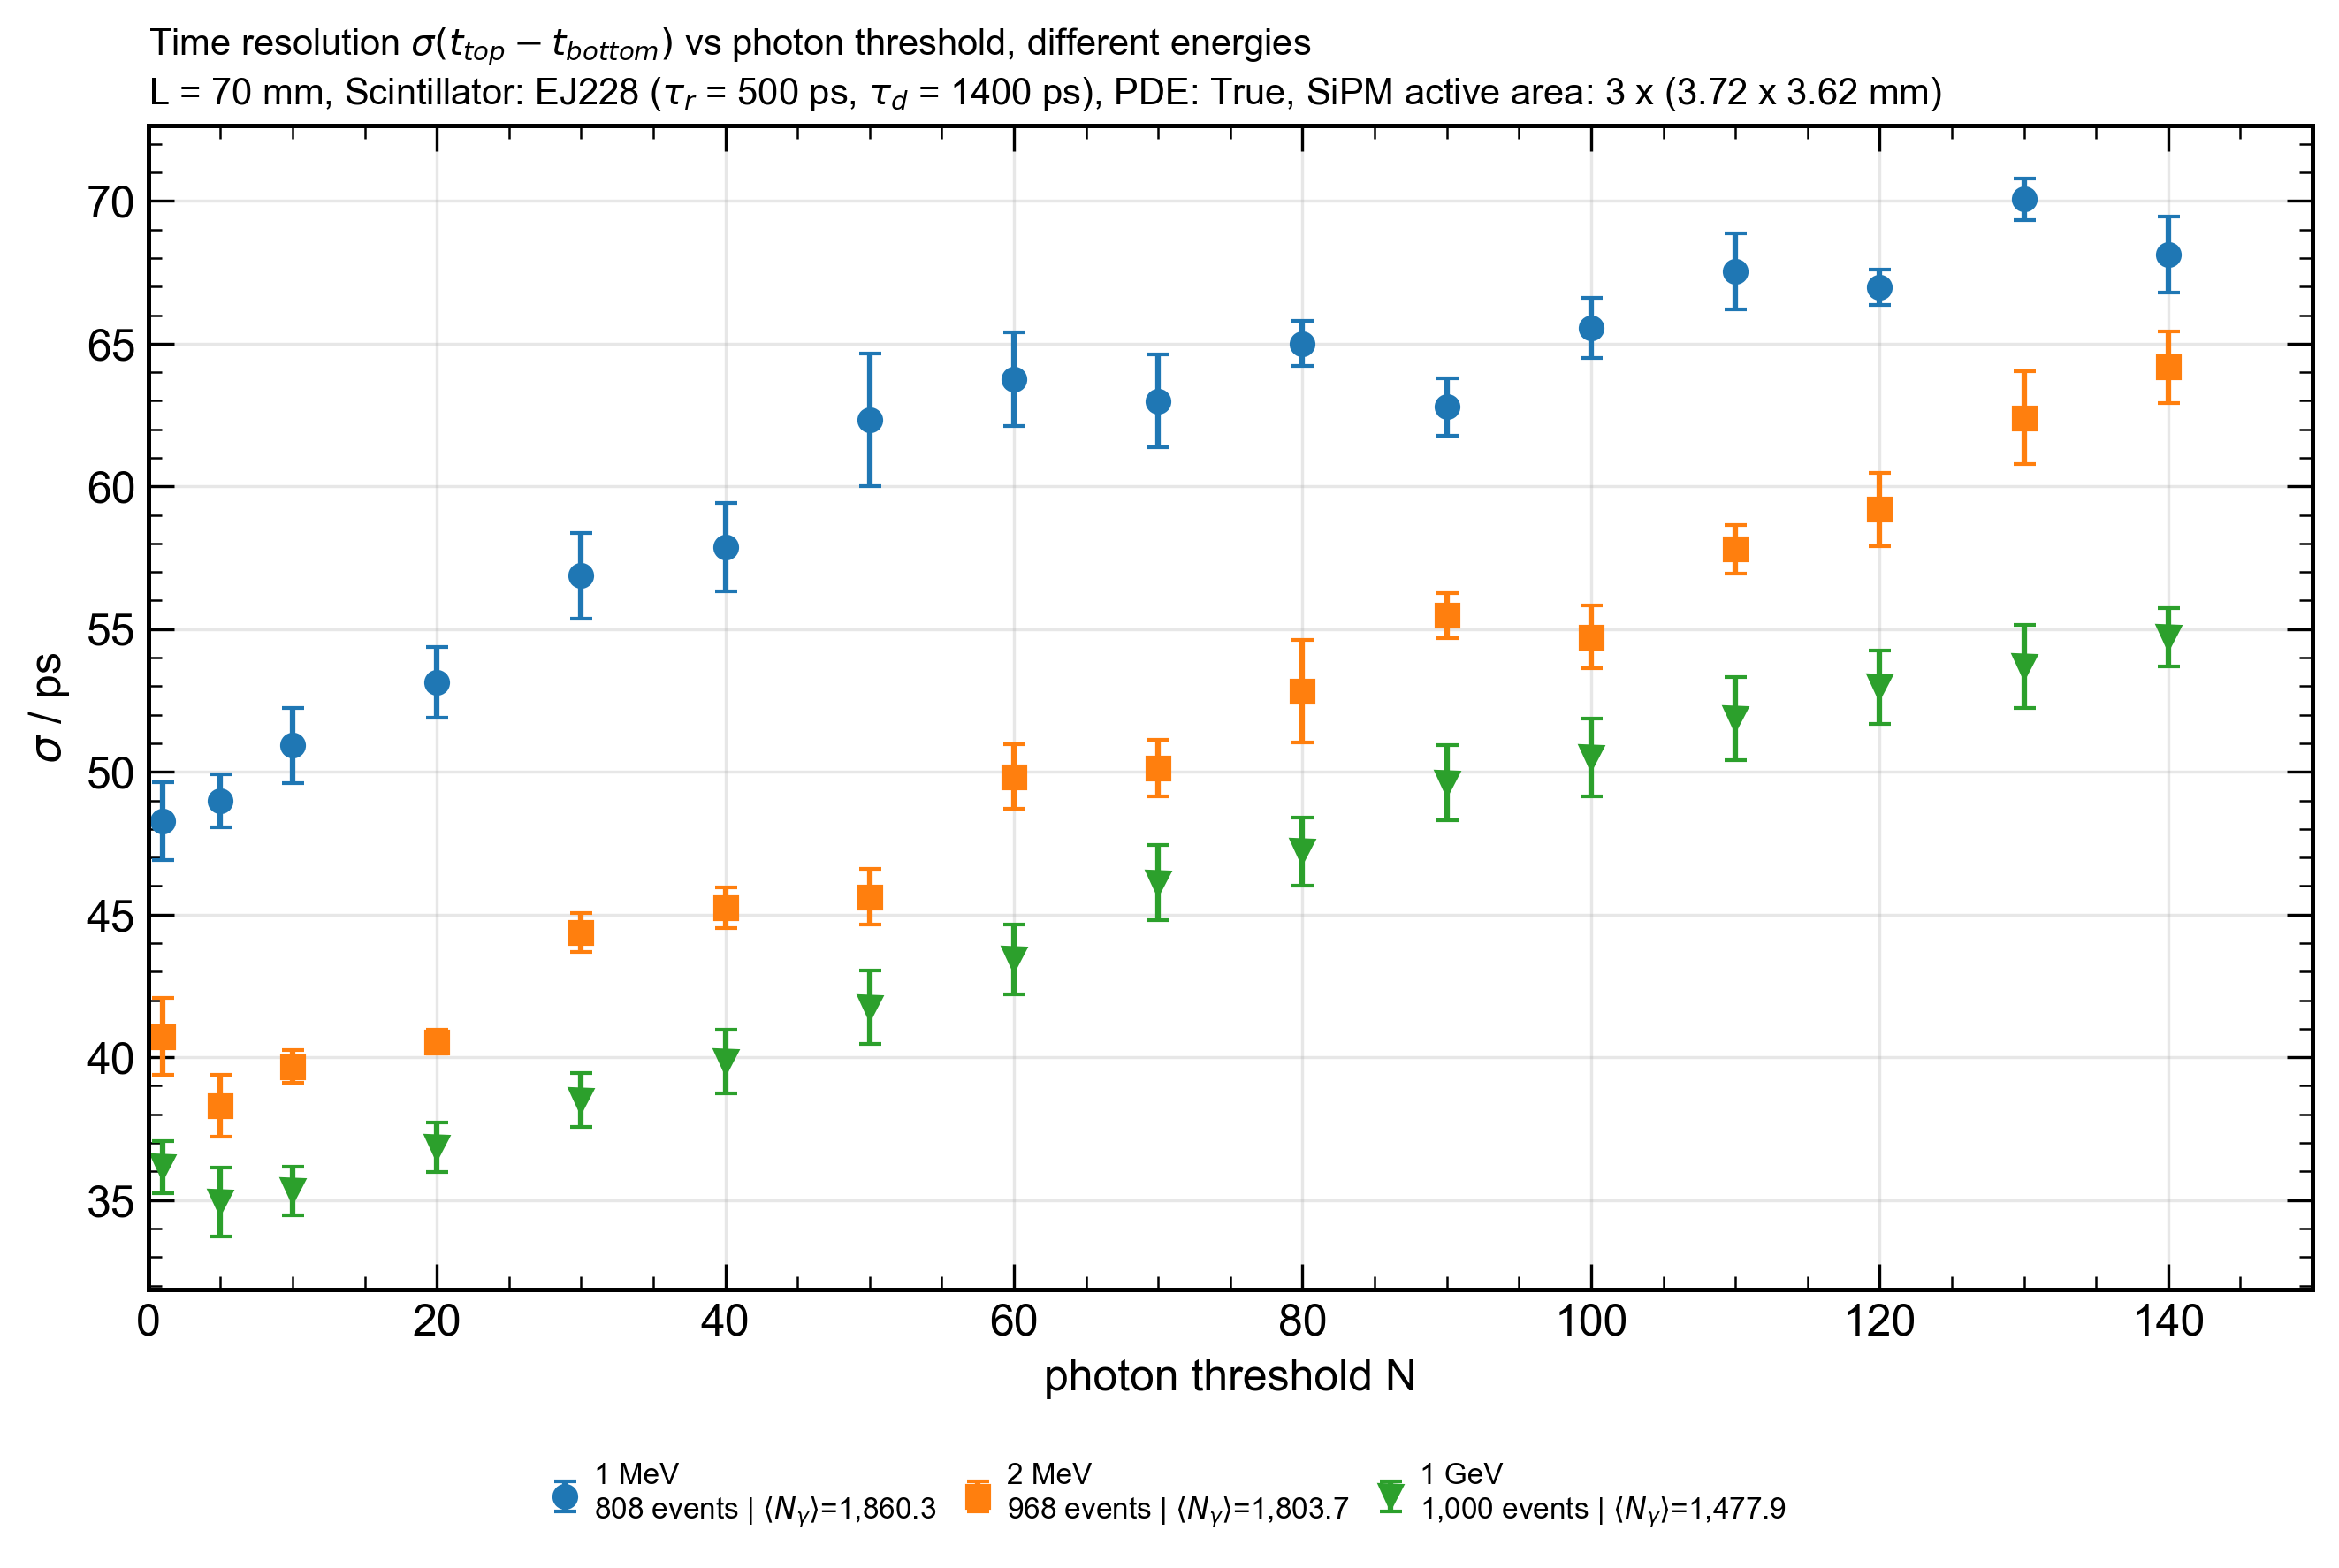 Time resolution σ(t_top − t_bottom) vs photon threshold, different energies
L = 70 mm, Scintillator: EJ228 (τ_r = 500 ps, τ_d = 1400 ps), PDE: True, SiPM active area: 3 x (3.72 x 3.62 mm)
70
65
60
55
50
45
40
35
σ / ps
0 20 40 60 80 100 120 140
photon threshold N
1 MeV
808 events | ⟨N_γ⟩=1,860.3
2 MeV
968 events | ⟨N_γ⟩=1,803.7
1 GeV
1,000 events | ⟨N_γ⟩=1,477.9